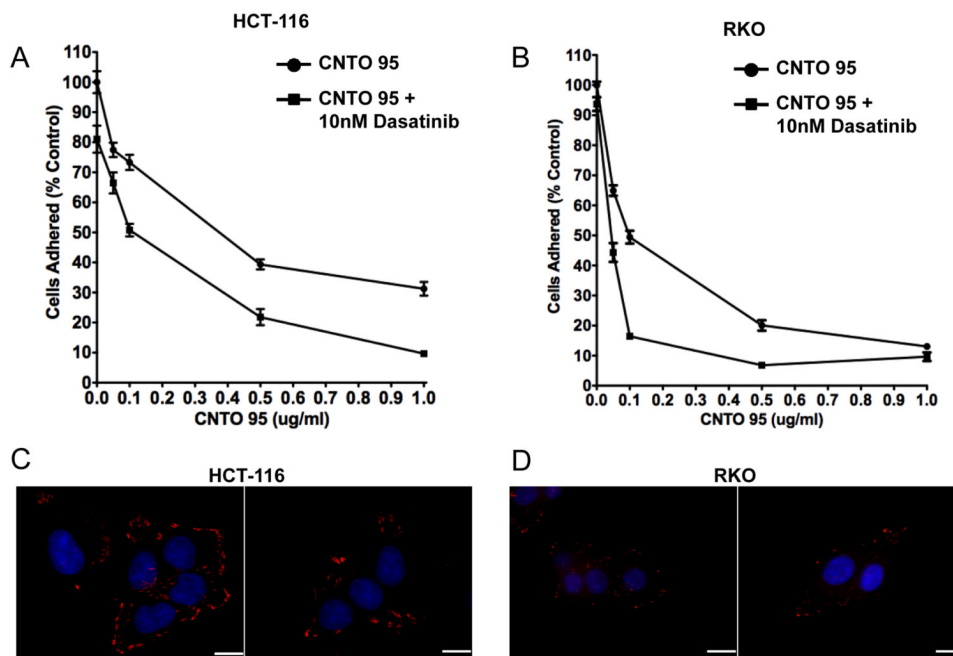 HCT-116
A
110
100
90
80
70
60
50
40
30
20
10
0
Cells Adhered (% Control)
CNTO 95
CNTO 95 +
10nM Dasatinib
0.0 0.1 0.2 0.3 0.4 0.5 0.6 0.7 0.8 0.9 1.0
CNTO 95 (ug/ml)
RKO
B
110
100
90
80
70
60
50
40
30
20
10
0
Cells Adhered (% Control)
CNTO 95
CNTO 95 +
10nM Dasatinib
0.0 0.1 0.2 0.3 0.4 0.5 0.6 0.7 0.8 0.9 1.0
CNTO 95 (ug/ml)
C
HCT-116
D
RKO